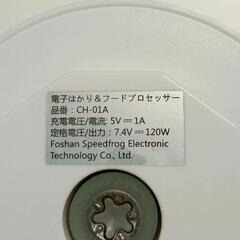 電子はかり＆フードプロセッサー
品番：CH-01A
充電電圧/電流: 5V⎓1A
定格電圧/出力：7.4V⎓120W
Foshan Speedfrog Electronic
Technology Co., Ltd.